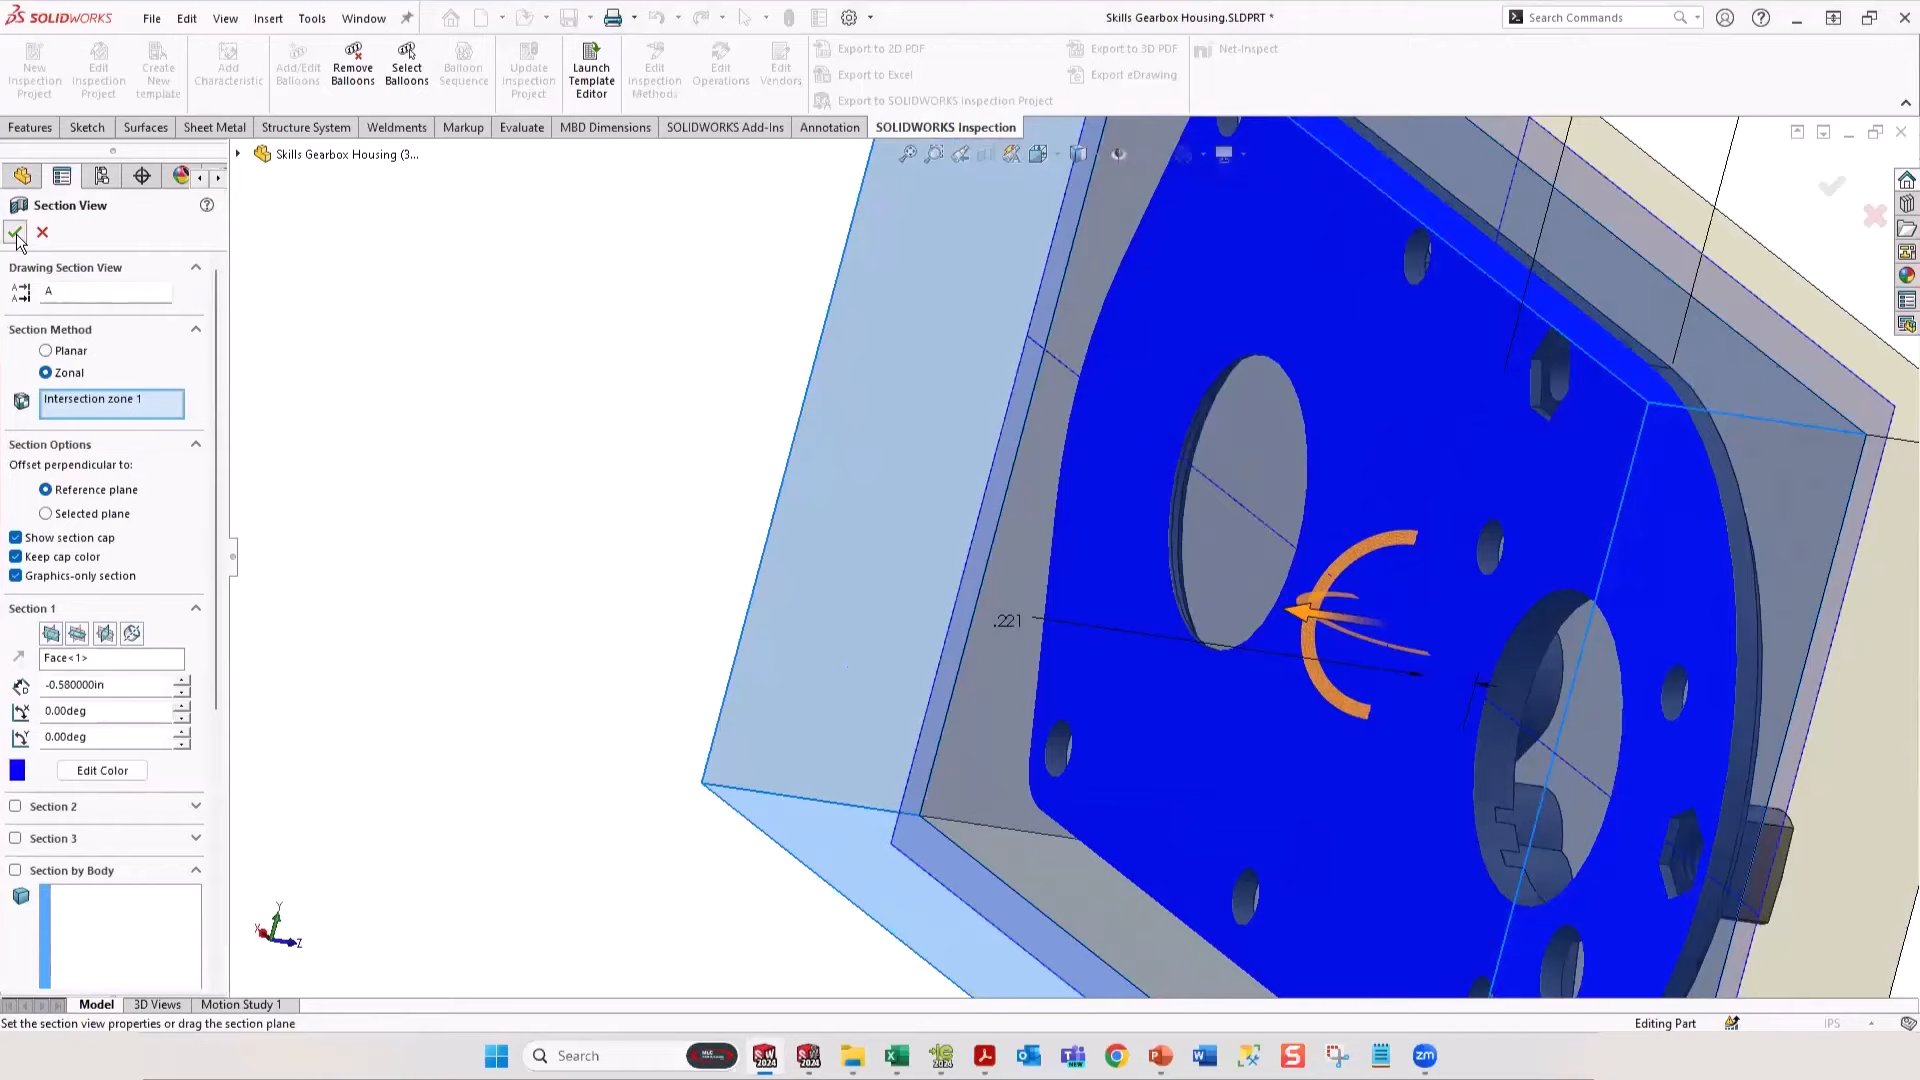 SOLIDWORKS File Edit View Insert Tools Window Skills Gearbox Housing.SLDPRT * Search Commands
New Inspection Project
Edit Inspection Project
Create New template
Add Characteristic
Add/Edit Balloons
Remove Balloons
Select Balloons
Balloon Sequence
Update Inspection Project
Launch Template Editor
Edit Inspection Methods
Edit Operations
Edit Vendors
Export to 2D PDF
Export to Excel
Export to SOLIDWORKS Inspection Project
Export to 3D PDF
Export eDrawing
Net-Inspect
Features Sketch Surfaces Sheet Metal Structure System Weldments Markup Evaluate MBD Dimensions SOLIDWORKS Add-Ins Annotation SOLIDWORKS Inspection
Skills Gearbox Housing (3...
Section View
Drawing Section View
A
Section Method
Planar
Zonal
Intersection zone 1
Section Options
Offset perpendicular to:
Reference plane
Selected plane
Show section cap
Keep cap color
Graphics-only section
Section 1
Face<1>
-0.580000in
0.00deg
0.00deg
Edit Color
Section 2
Section 3
Section by Body
.221
Y
X
Z
Model 3D Views Motion Study 1
Set the section view properties or drag the section plane Editing Part IPS
Search